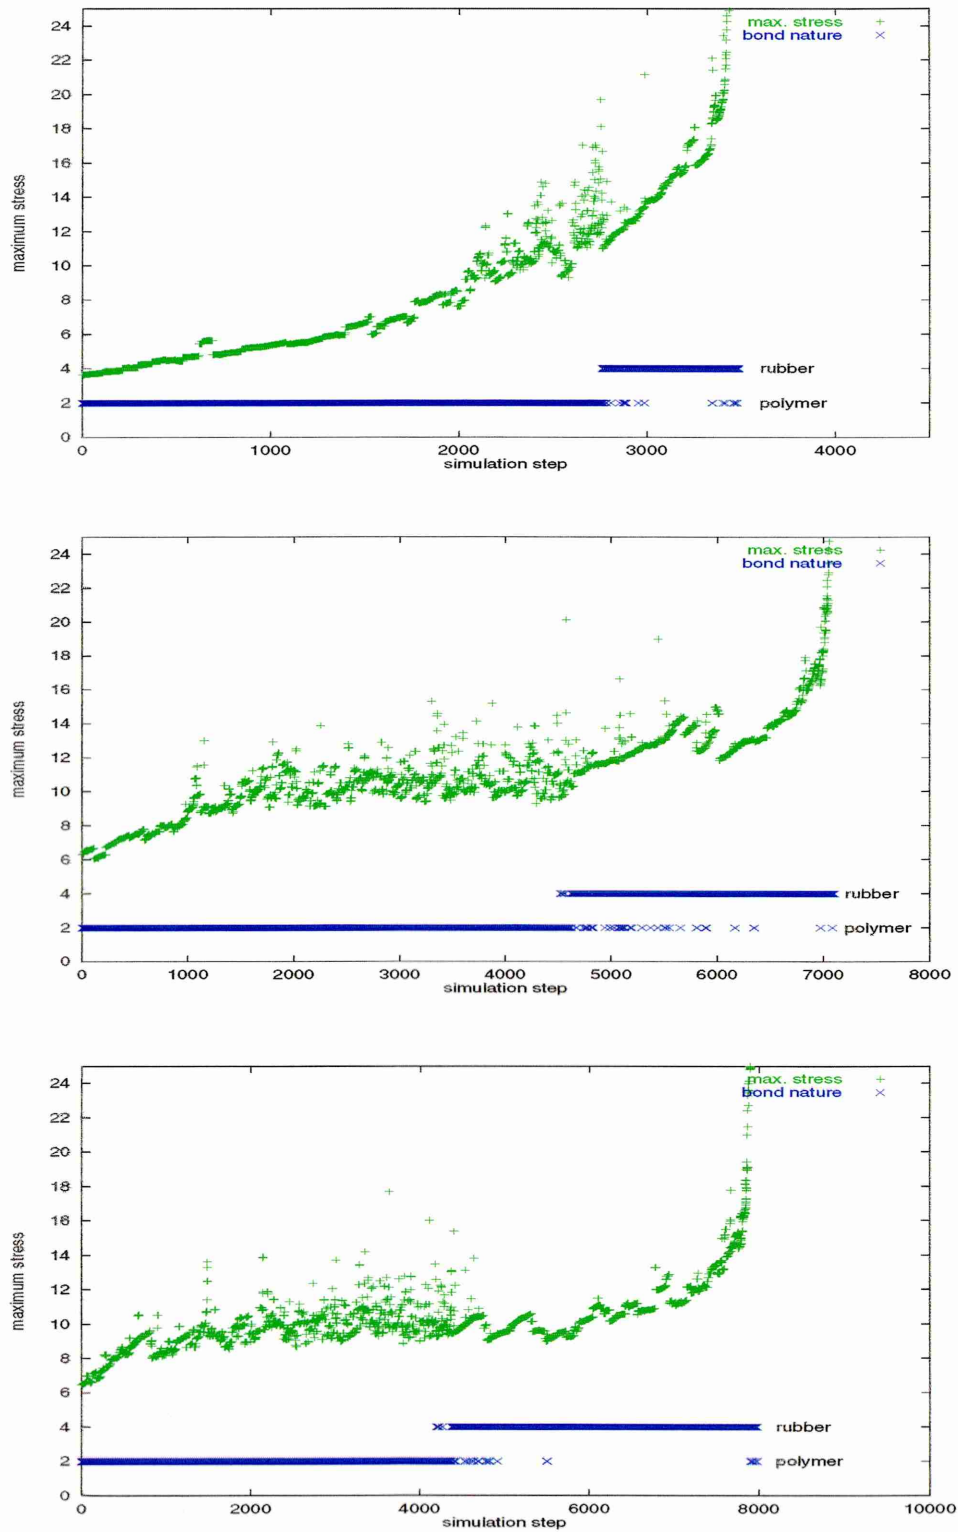 24
22
20
18
16
14
12
10
8
6
4
2
0
maximum stress
max. stress
bond nature
rubber
polymer
0 1000 2000 3000 4000
simulation step
24
22
20
18
16
14
12
10
8
6
4
2
0
maximum stress
max. stress
bond nature
rubber
polymer
0 1000 2000 3000 4000 5000 6000 7000 8000
simulation step
24
22
20
18
16
14
12
10
8
6
4
2
0
maximum stress
max. stress
bond nature
rubber
polymer
0 2000 4000 6000 8000 10000
simulation step